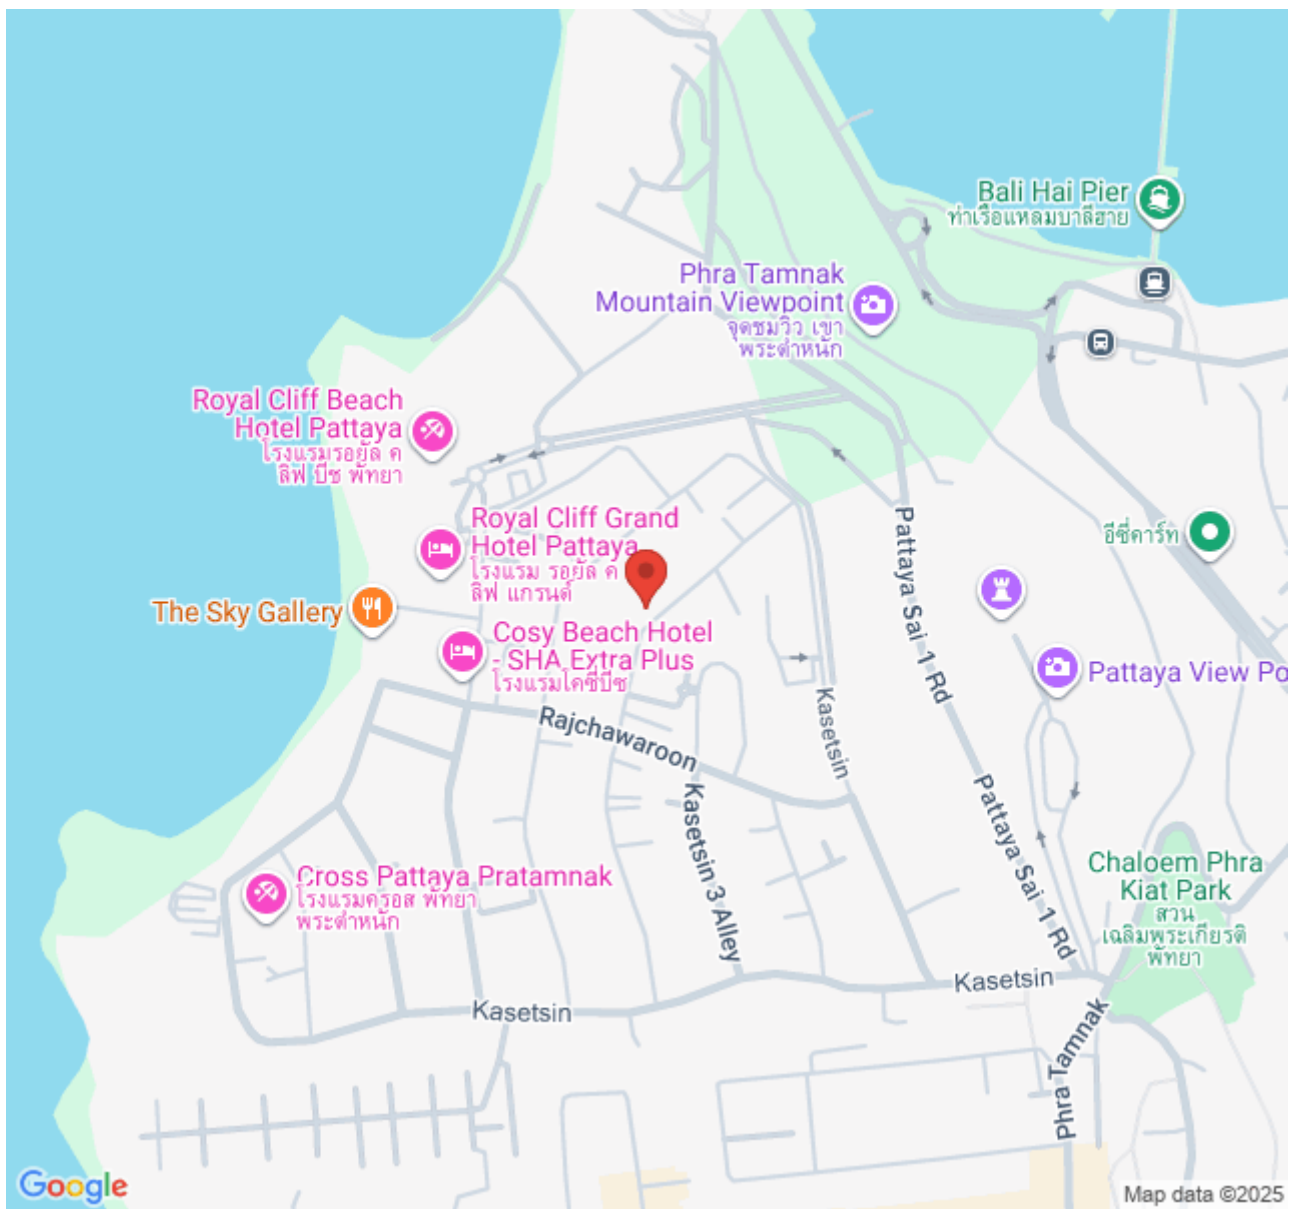 Bali Hai Pier
ท่าเรือแหลมบาลีฮาย
Phra Tamnak
Mountain Viewpoint
จุดชมวิว เขา
พระตำหนัก
Royal Cliff Beach
Hotel Pattaya
โรงแรมรอยัล ค
ลิฟ บีช พัทยา
Royal Cliff Grand
Hotel Pattaya
โรงแรม รอยัล ค
ลิฟ แกรนด์
Pattaya Sai 1 Rd
อีซี่คาร์ท
The Sky Gallery
Cosy Beach Hotel
- SHA Extra Plus
โรงแรมโคซี่บีช
Pattaya View Po
Rajchawaroon
Kasetsin
Kasetsin 3 Alley
Pattaya Sai 1 Rd
Cross Pattaya Pratamnak
โรงแรมครอส พัทยา
พระตำหนัก
Chaloem Phra
Kiat Park
สวน
เฉลิมพระเกียรติ
พัทยา
Kasetsin
Kasetsin
Phra Tamnak
Google
Map data ©2025